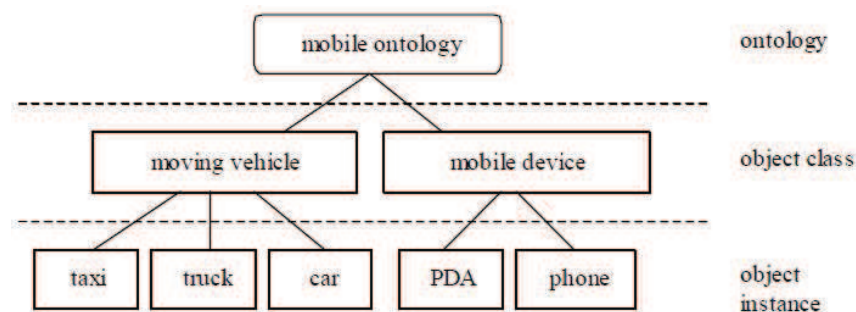 mobile ontology
ontology
moving vehicle
mobile device
object class
taxi
truck
car
PDA
phone
object
instance